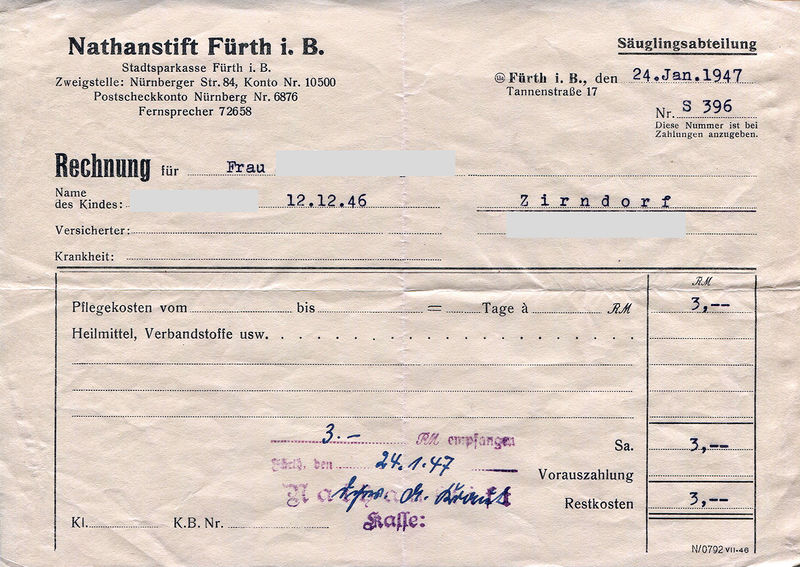 Nathanstift Fürth i. B.
Stadtsparkasse Fürth i. B.
Zweigstelle: Nürnberger Str. 84, Konto Nr. 10500
Postscheckkonto Nürnberg Nr. 6876
Fernsprecher 72658
Säuglingsabteilung
Fürth i. B., den 24.Jan.1947
Tannenstraße 17
Nr. S 396
Diese Nummer ist bei
Zahlungen anzugeben.
Rechnung für Frau
Name
des Kindes: 12.12.46
Zirndorf
Versicherter:
Krankheit:
RM
Pflegekosten vom bis = Tage à RM 3,--
Heilmittel, Verbandstoffe usw.
3.- RM empfangen
Sa. 3,--
Fürth, den 24.1.47
Vorauszahlung
Restkosten 3,--
Kasse:
Kl. K.B. Nr.
N/0792 VII-46